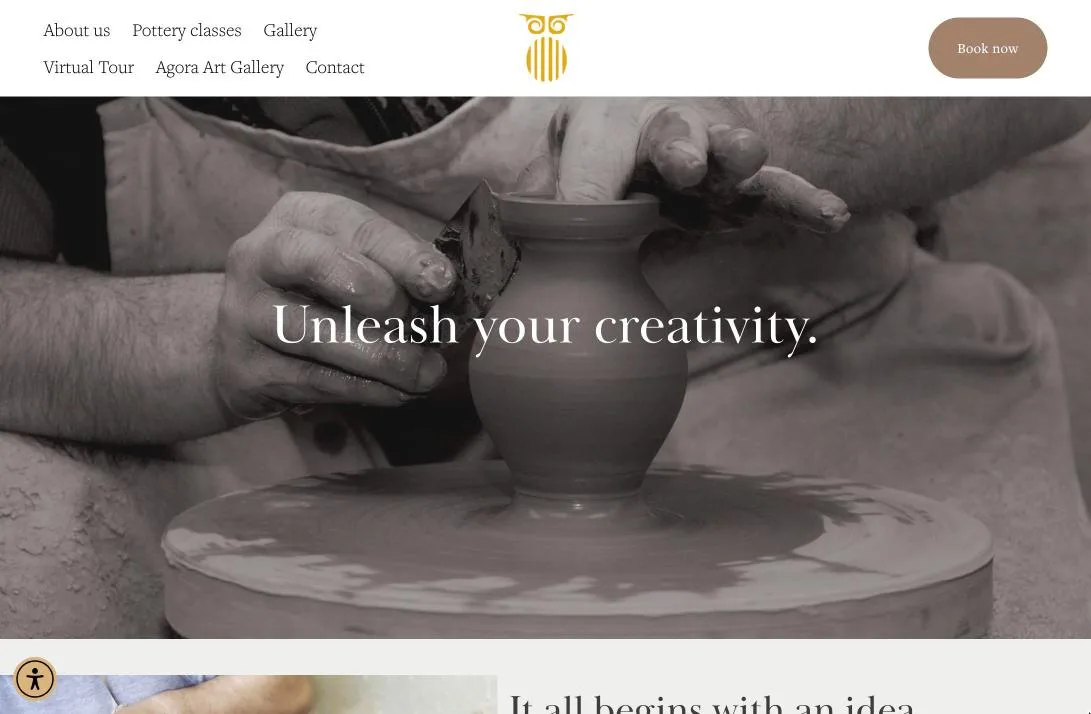 About us Pottery classes Gallery
Virtual Tour Agora Art Gallery Contact
Book now
Unleash your creativity.
It all begins with an idea